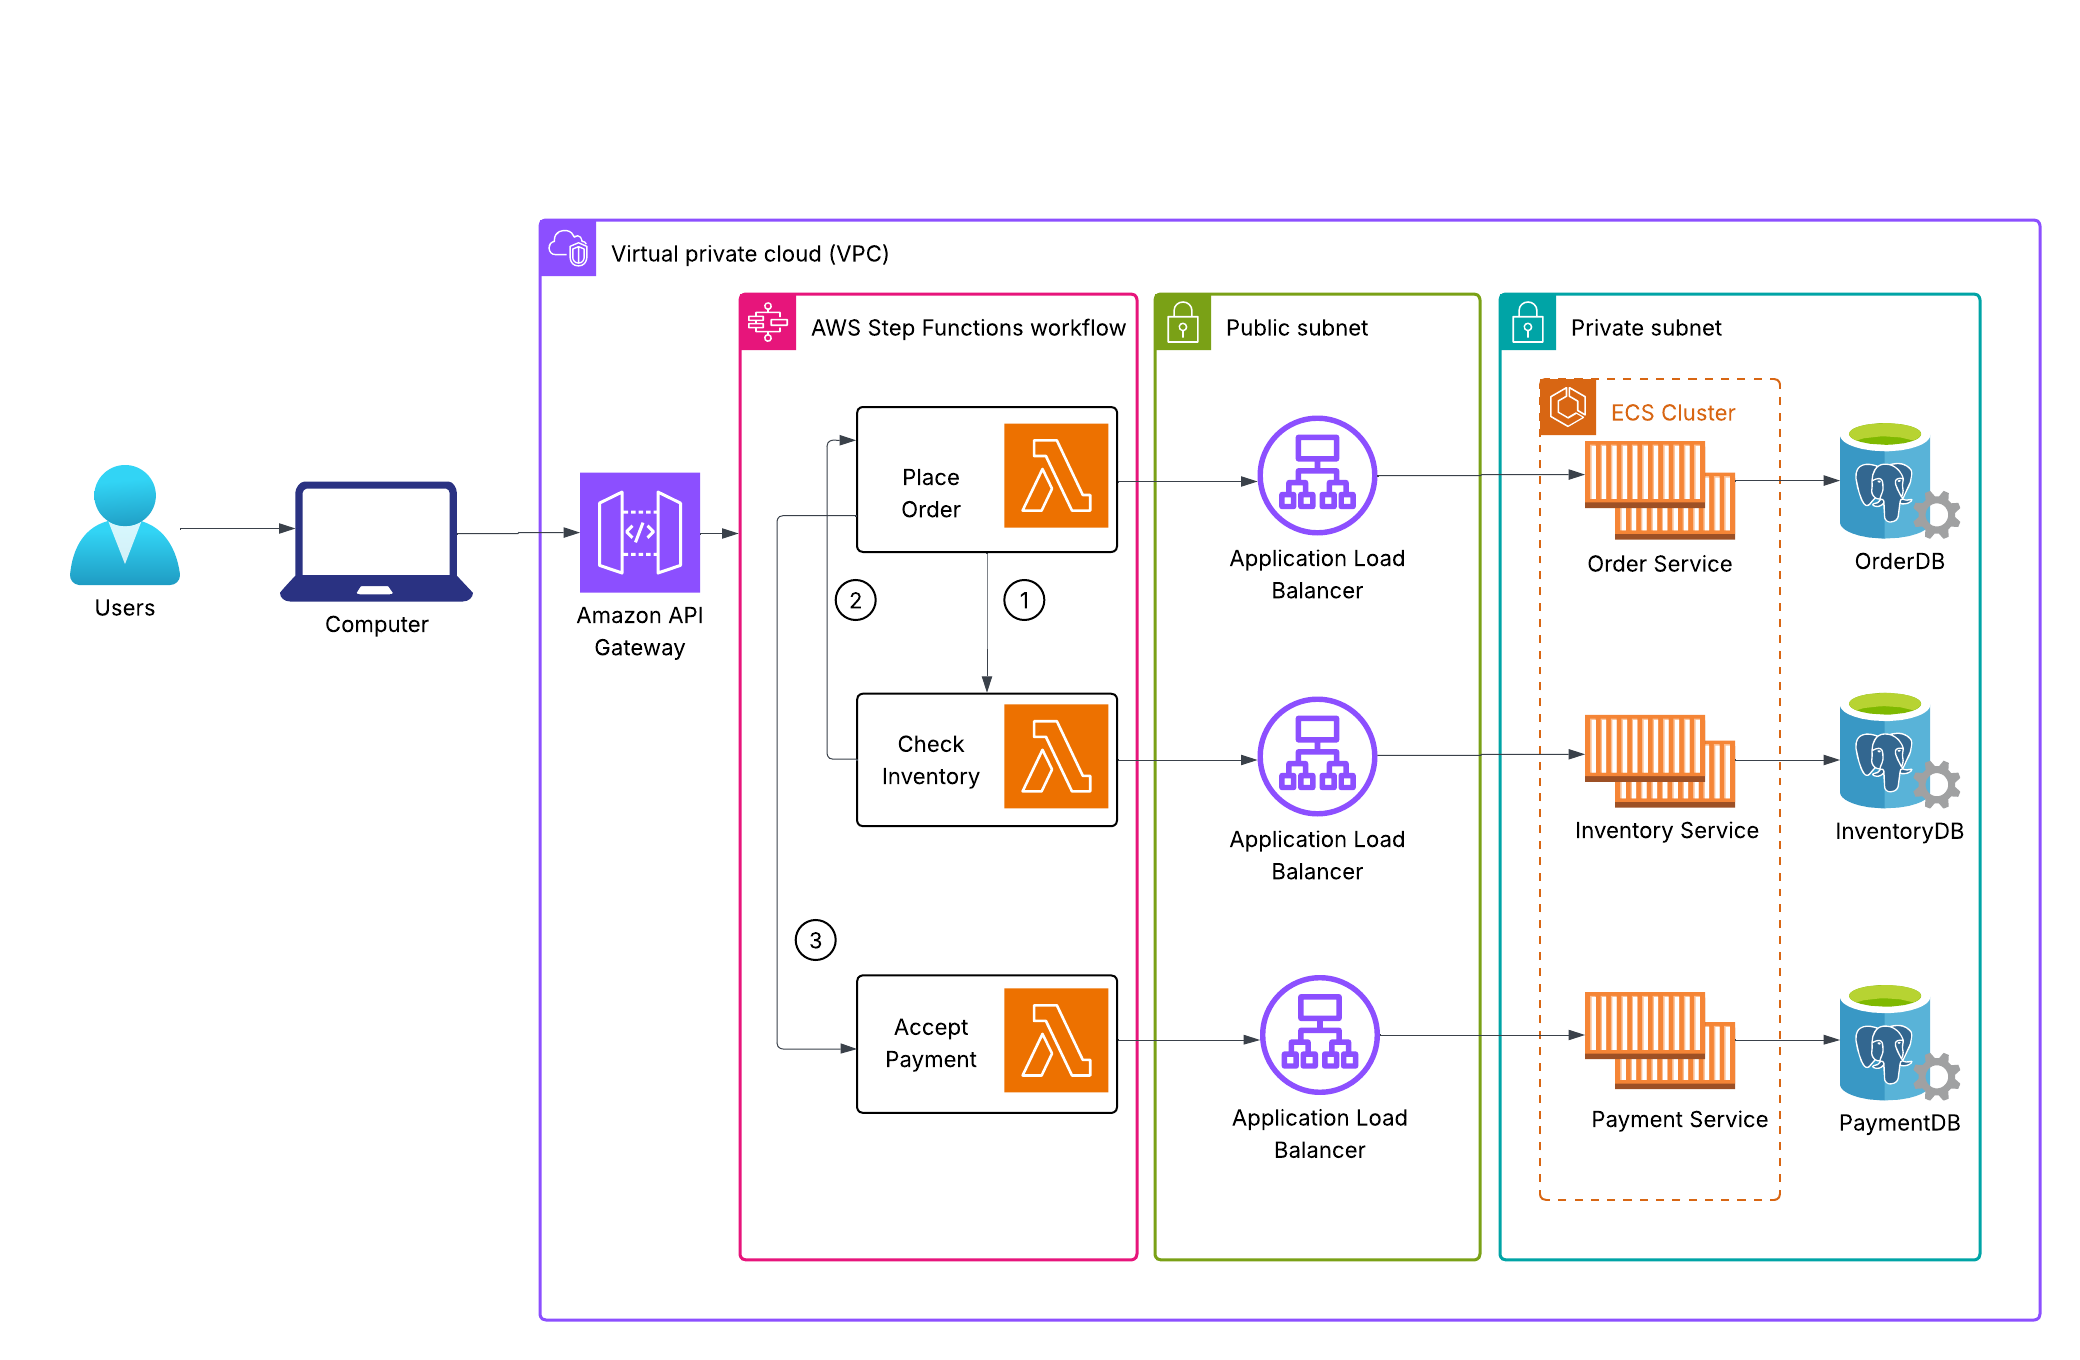 Virtual private cloud (VPC)
AWS Step Functions workflow
Public subnet
Private subnet
ECS Cluster
Users
Computer
Amazon API
Gateway
Place
Order
2
1
Check
Inventory
3
Accept
Payment
Application Load
Balancer
Application Load
Balancer
Application Load
Balancer
Order Service
OrderDB
Inventory Service
InventoryDB
Payment Service
PaymentDB